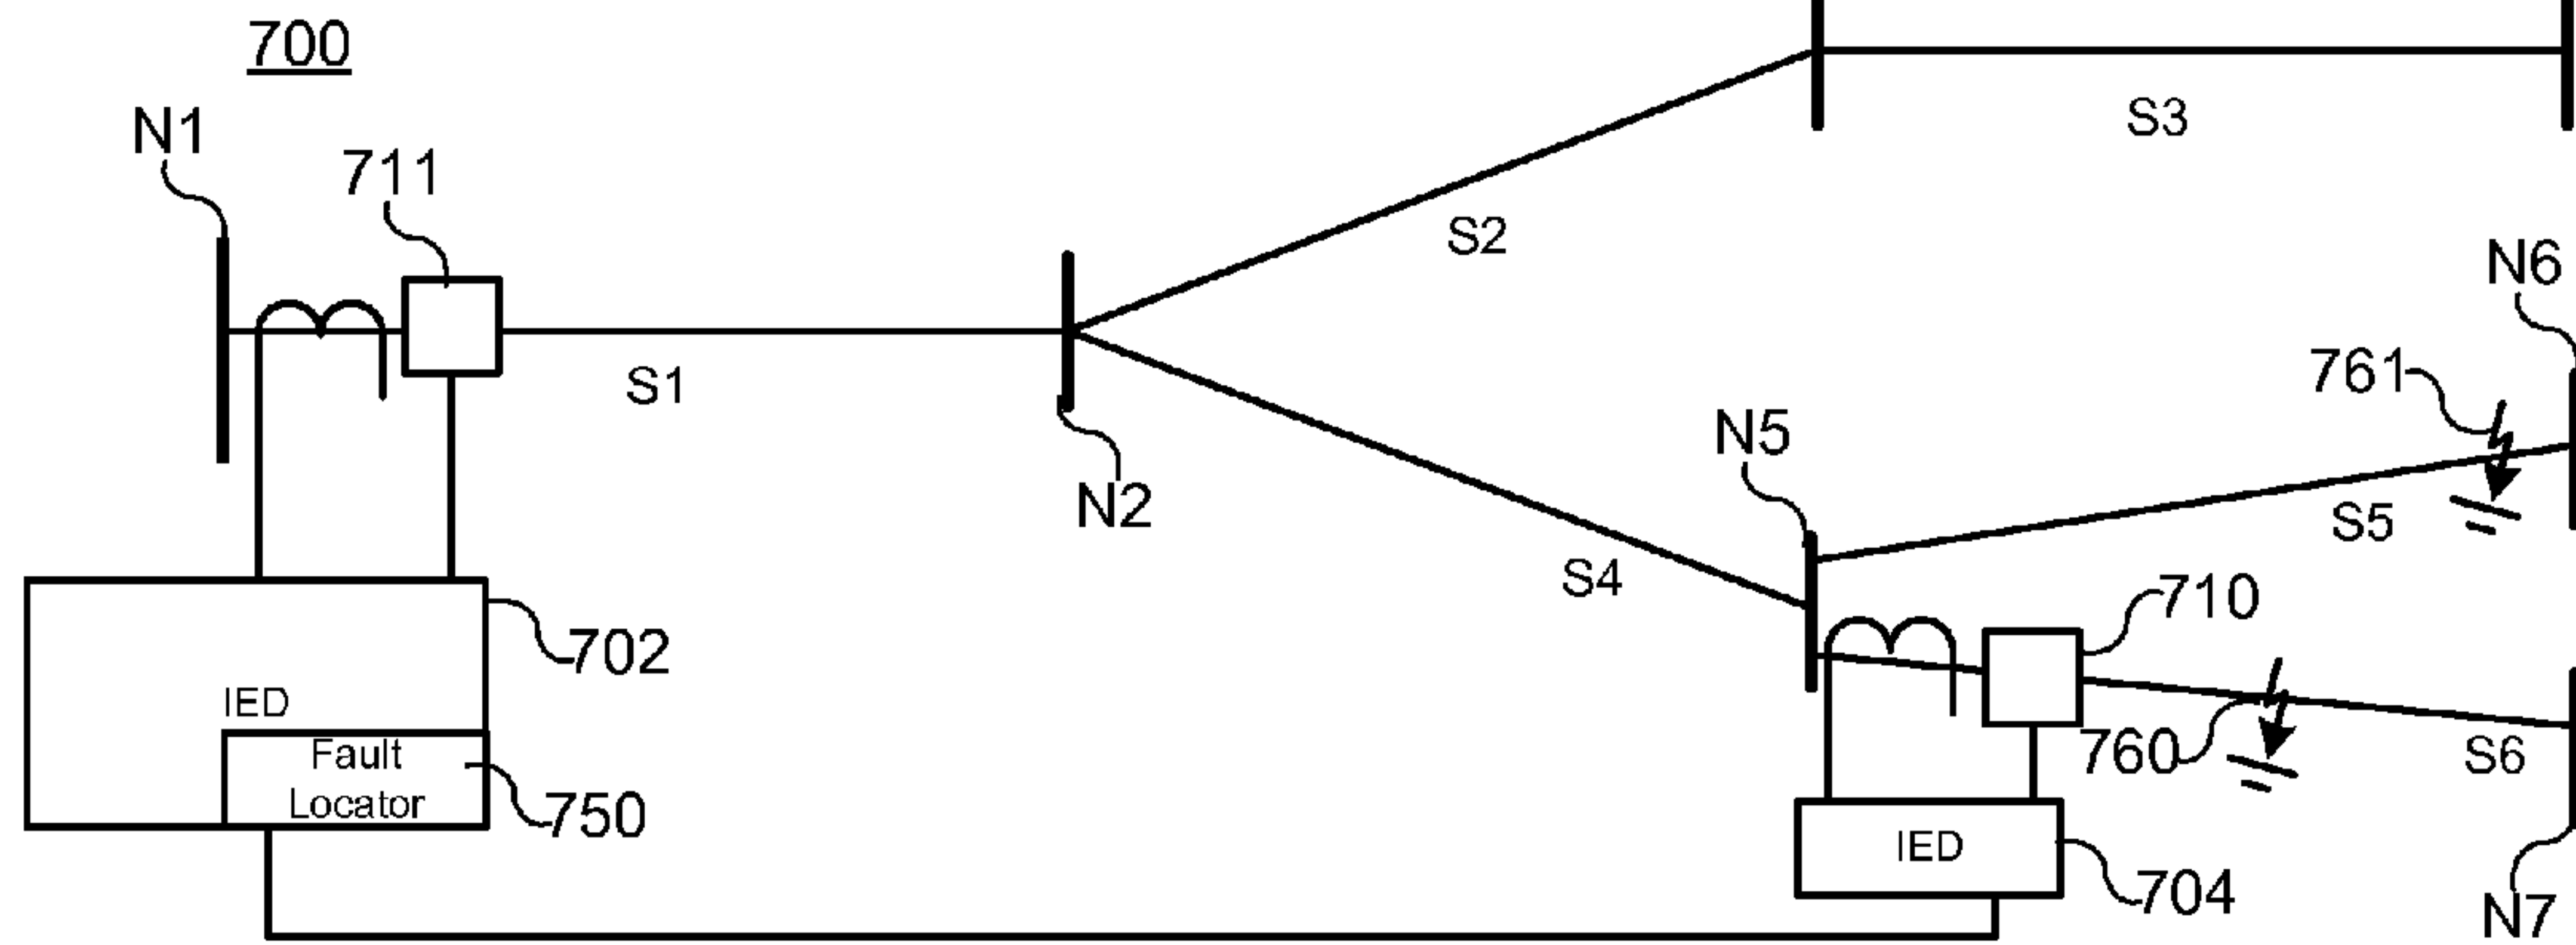 700
N1
711
S3
S2
N6
S1
761
N5
N2
S5
S4
710
702
IED
760
S6
Fault
Locator
750
IED
704
N7